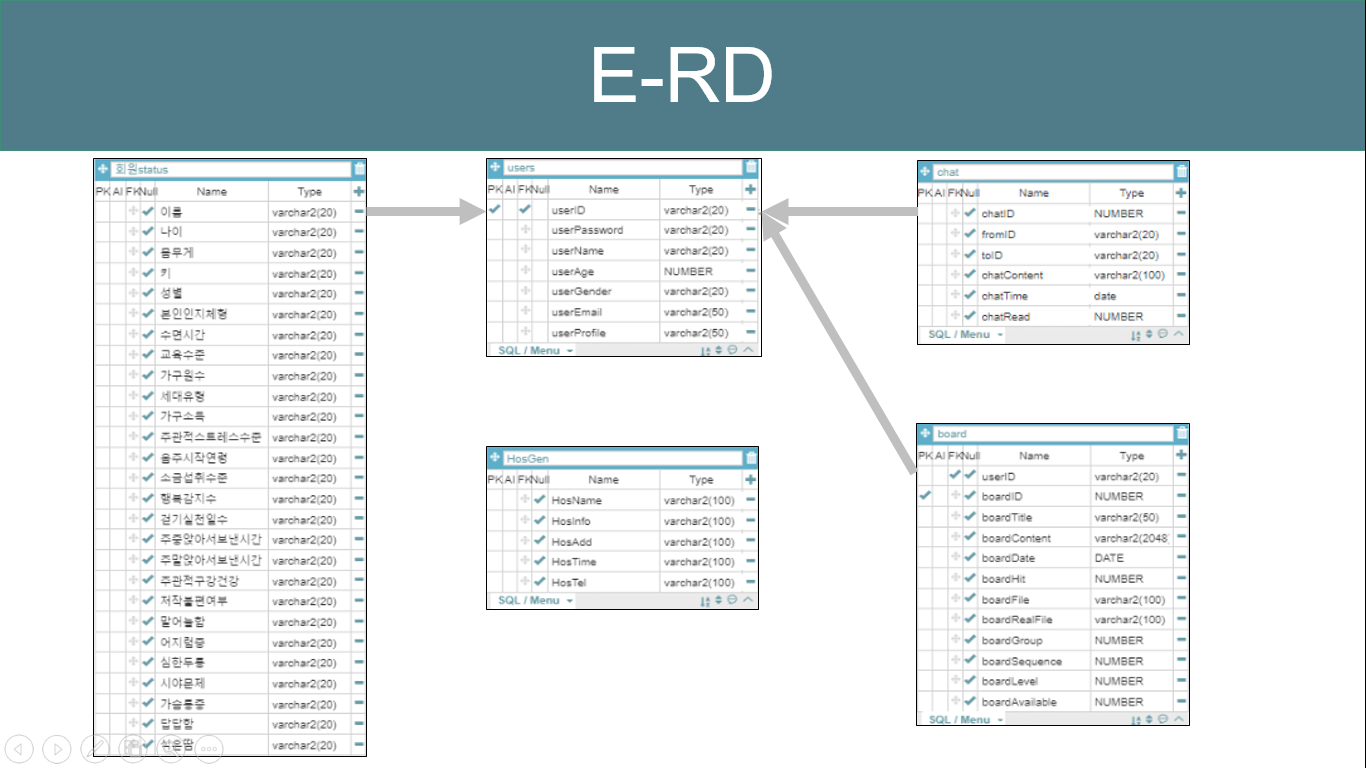 E-RD
회원status
PK AI FK Null Name Type
이름 varchar2(20)
나이 varchar2(20)
몸무게 varchar2(20)
키 varchar2(20)
성별 varchar2(20)
본인인지체형 varchar2(20)
수면시간 varchar2(20)
교육수준 varchar2(20)
가구원수 varchar2(20)
세대유형 varchar2(20)
가구소득 varchar2(20)
주관적스트레스수준 varchar2(20)
음주시작연령 varchar2(20)
소금섭취수준 varchar2(20)
행복감지수 varchar2(20)
걷기실천일수 varchar2(20)
주중앉아서보낸시간 varchar2(20)
주말앉아서보낸시간 varchar2(20)
주관적구강건강 varchar2(20)
저작불편여부 varchar2(20)
말어눌함 varchar2(20)
어지럼증 varchar2(20)
심한두통 varchar2(20)
시야문제 varchar2(20)
가슴통증 varchar2(20)
답답함 varchar2(20)
식은땀 varchar2(20)
users
PK AI FK Null Name Type
userID varchar2(20)
userPassword varchar2(20)
userName varchar2(20)
userAge NUMBER
userGender varchar2(20)
userEmail varchar2(50)
userProfile varchar2(50)
SQL / Menu
HosGen
PK AI FK Null Name Type
HosName varchar2(100)
HosInfo varchar2(100)
HosAdd varchar2(100)
HosTime varchar2(100)
HosTel varchar2(100)
SQL / Menu
chat
PK AI FK Null Name Type
chatID NUMBER
fromID varchar2(20)
toID varchar2(20)
chatContent varchar2(100)
chatTime date
chatRead NUMBER
SQL / Menu
board
PK AI FK Null Name Type
userID varchar2(20)
boardID NUMBER
boardTitle varchar2(50)
boardContent varchar2(2048)
boardDate DATE
boardHit NUMBER
boardFile varchar2(100)
boardRealFile varchar2(100)
boardGroup NUMBER
boardSequence NUMBER
boardLevel NUMBER
boardAvailable NUMBER
SQL / Menu